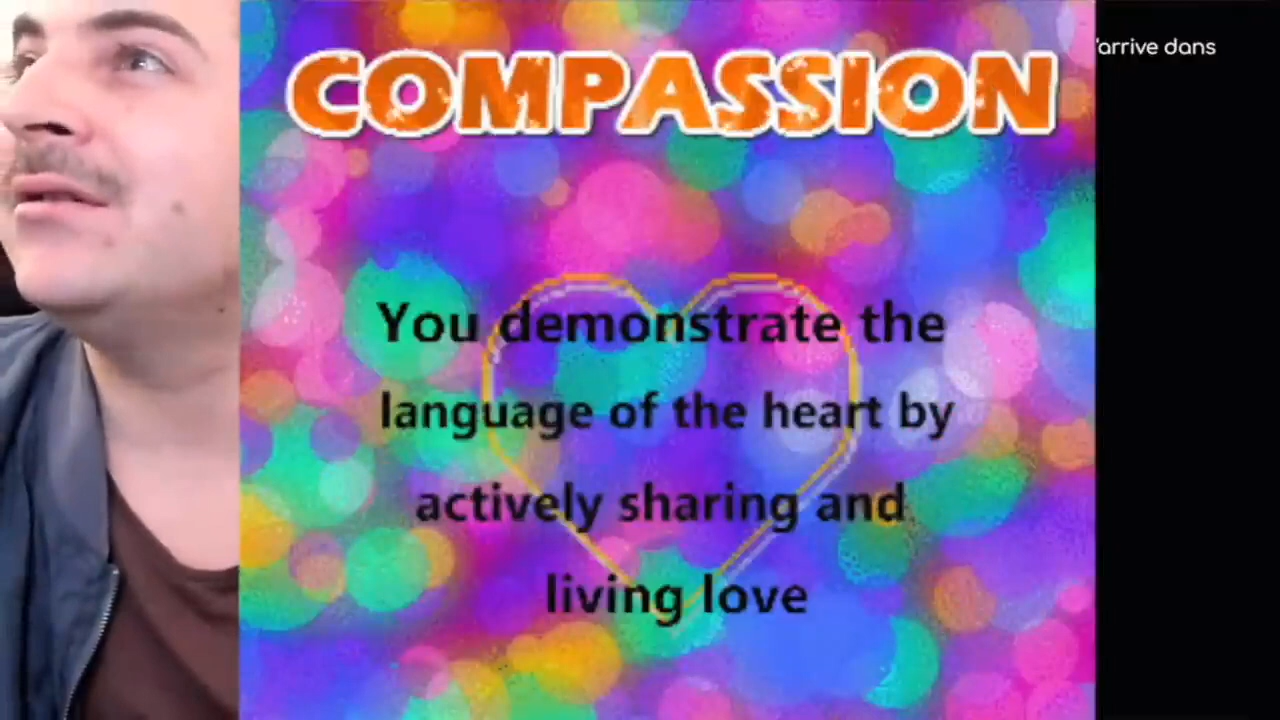 COMPASSION
'arrive dans
You demonstrate the
language of the heart by
actively sharing and
living love